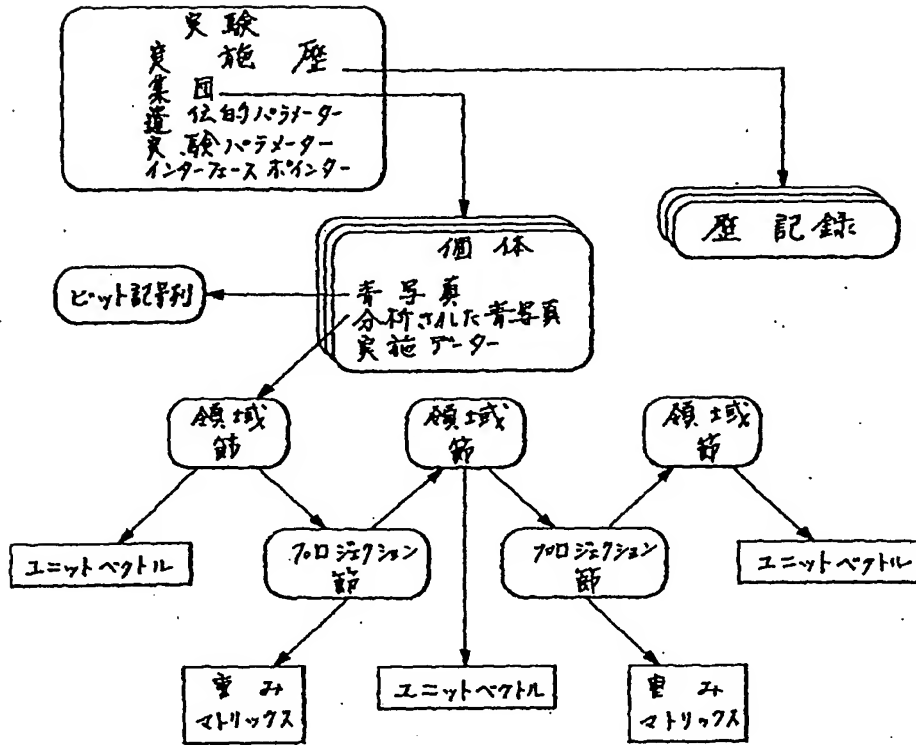 実験
実施歴
集団
遺伝的パラメーター
実験パラメーター
インターフェースポインター
歴記録
個体
青写真
分析された青写真
実施データー
ビット記号列
領域
節
領域
節
領域
節
ユニットベクトル
プロジェクション
節
プロジェクション
節
ユニットベクトル
重み
マトリックス
ユニットベクトル
重み
マトリックス